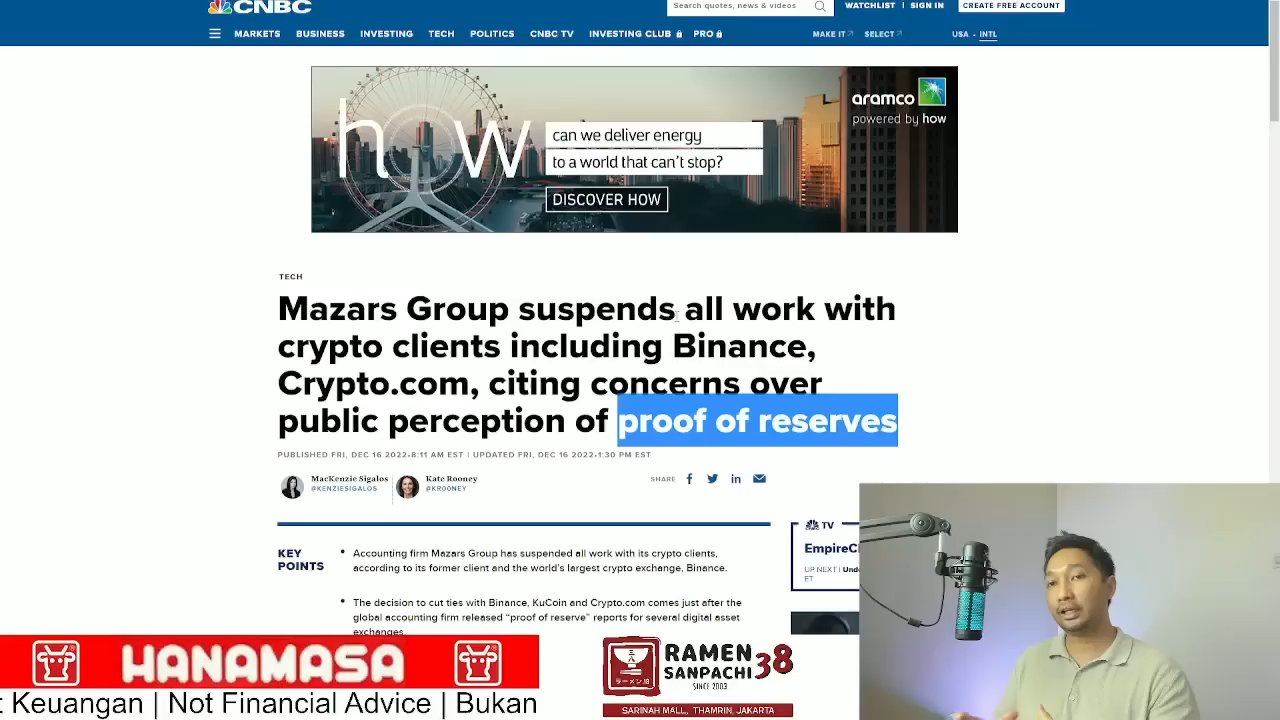 CNBC
Search quotes, news & videos
WATCHLIST
SIGN IN
CREATE FREE ACCOUNT
MARKETS
BUSINESS
INVESTING
TECH
POLITICS
CNBC TV
INVESTING CLUB
PRO
MAKE IT
SELECT
USA
INTL
how
can we deliver energy
to a world that can't stop?
DISCOVER HOW
aramco
powered by how
TECH
Mazars Group suspends all work with
crypto clients including Binance,
Crypto.com, citing concerns over
public perception of proof of reserves
PUBLISHED FRI, DEC 16 2022•8:11 AM EST | UPDATED FRI, DEC 16 2022•1:30 PM EST
MacKenzie Sigalos
@KENZIESIGALOS
Kate Rooney
@KROONEY
SHARE
KEY
POINTS
• Accounting firm Mazars Group has suspended all work with its crypto clients,
according to its former client and the world's largest crypto exchange, Binance.
• The decision to cut ties with Binance, KuCoin and Crypto.com comes just after the
global accounting firm released “proof of reserve” reports for several digital asset
exchanges.
TV
UP NEXT |
ET
HANAMASA
RAMEN 38
SANPACHI
SINCE 2003
SARINAH MALL, THAMRIN, JAKARTA
Keuangan | Not Financial Advice | Bukan